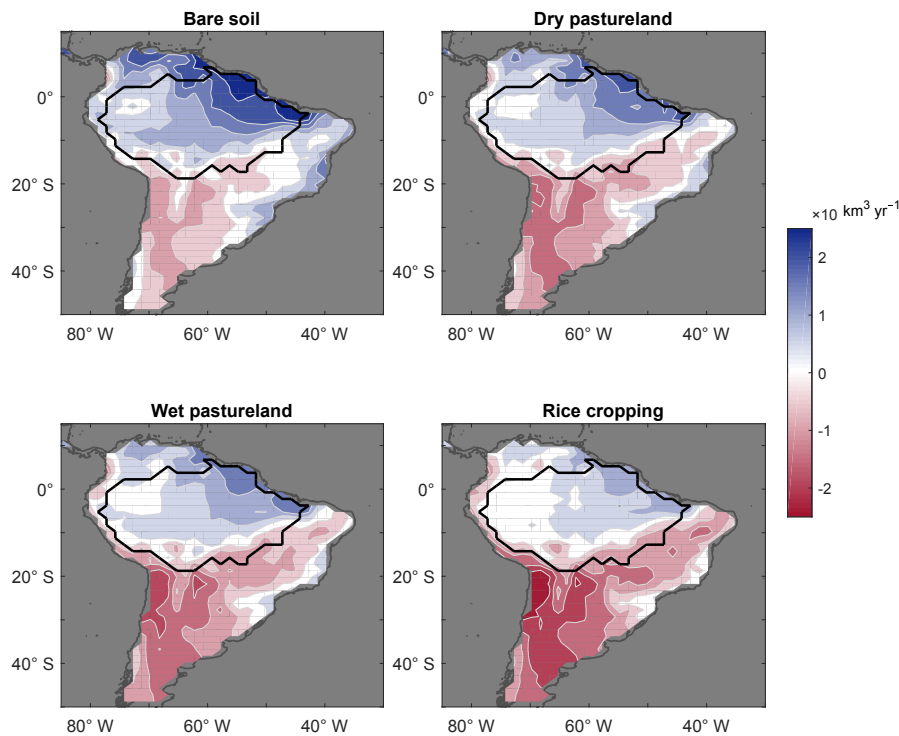 Bare soil
Dry pastureland
0°
20° S
40° S
80° W
60° W
40° W
0°
20° S
40° S
80° W
60° W
40° W
×10 km³ yr⁻¹
2
1
0
-1
-2
Wet pastureland
Rice cropping
0°
20° S
40° S
80° W
60° W
40° W
0°
20° S
40° S
80° W
60° W
40° W